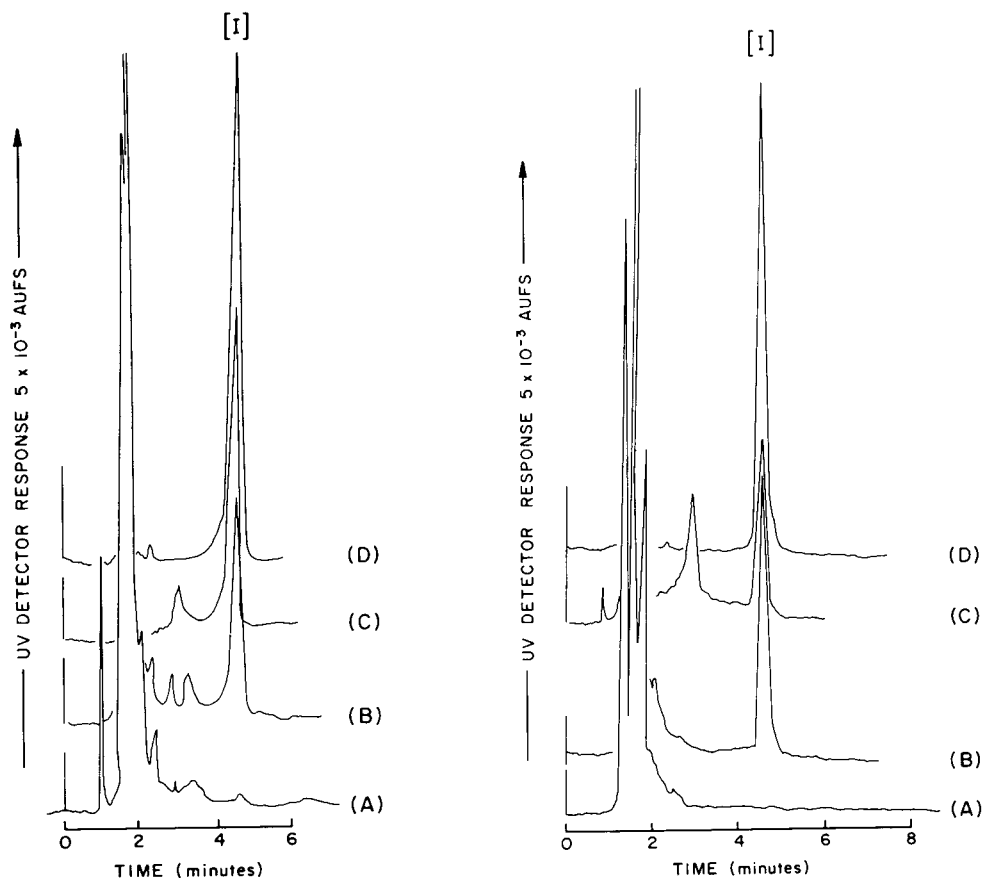 [I]
UV DETECTOR RESPONSE 5 x 10⁻³ AUFS
(D)
(C)
(B)
(A)
0 2 4 6
TIME (minutes)
[I]
UV DETECTOR RESPONSE 5 x 10⁻³ AUFS
(D)
(C)
(B)
(A)
0 2 4 6 8
TIME (minutes)